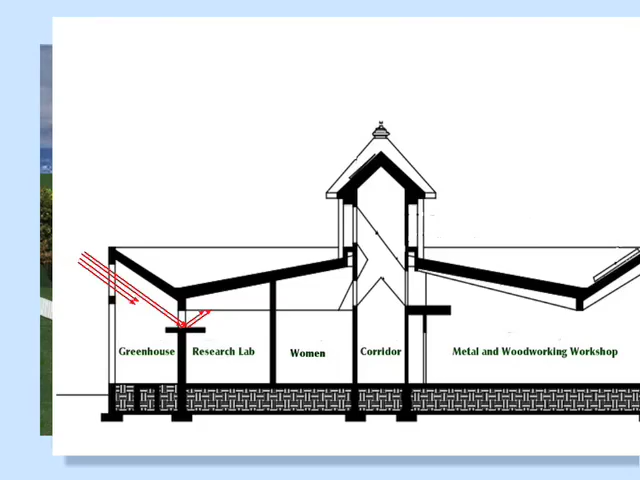 Greenhouse
Research Lab
Women
Corridor
Metal and Woodworking Workshop